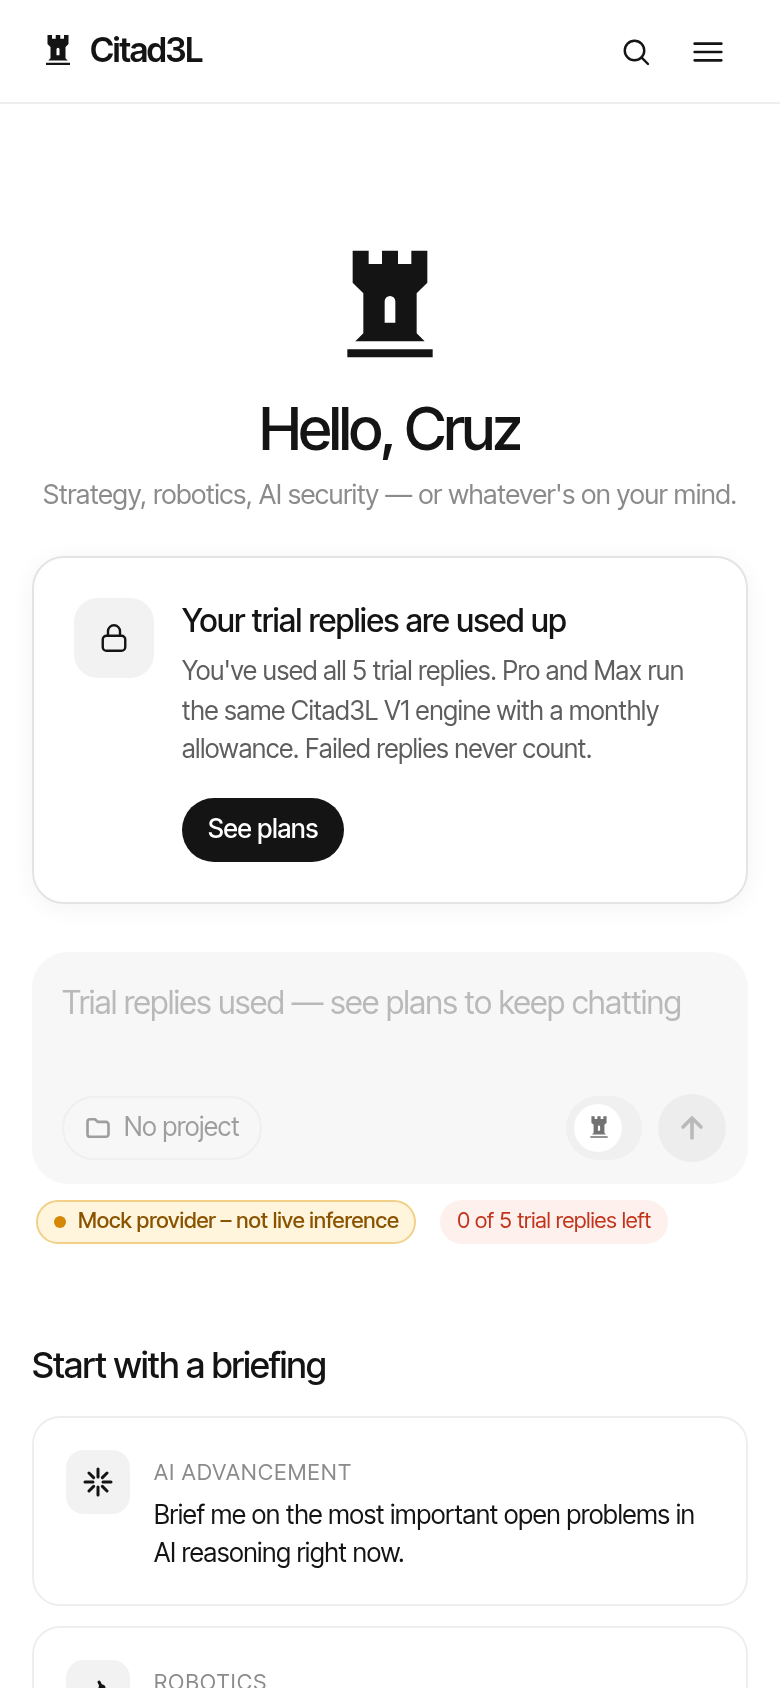 Citad3L
Hello, Cruz
Strategy, robotics, AI security — or whatever's on your mind.
Your trial replies are used up
You've used all 5 trial replies. Pro and Max run
the same Citad3L V1 engine with a monthly
allowance. Failed replies never count.
See plans
Trial replies used — see plans to keep chatting
No project
Mock provider – not live inference
0 of 5 trial replies left
Start with a briefing
AI ADVANCEMENT
Brief me on the most important open problems in
AI reasoning right now.
ROBOTICS